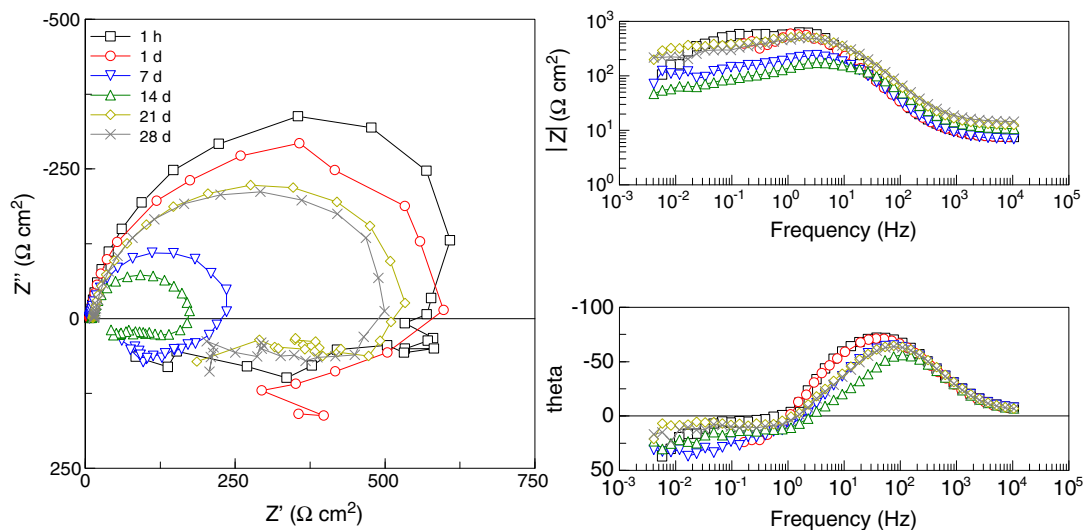 -500
-250
0
250
0
250
500
750
Z'' (Ω cm²)
Z' (Ω cm²)
1 h
1 d
7 d
14 d
21 d
28 d
|Z| (Ω cm²)
10³
10²
10¹
10⁰
10⁻³ 10⁻² 10⁻¹ 10⁰ 10¹ 10² 10³ 10⁴ 10⁵
Frequency (Hz)
theta
-100
-50
0
50
10⁻³ 10⁻² 10⁻¹ 10⁰ 10¹ 10² 10³ 10⁴ 10⁵
Frequency (Hz)